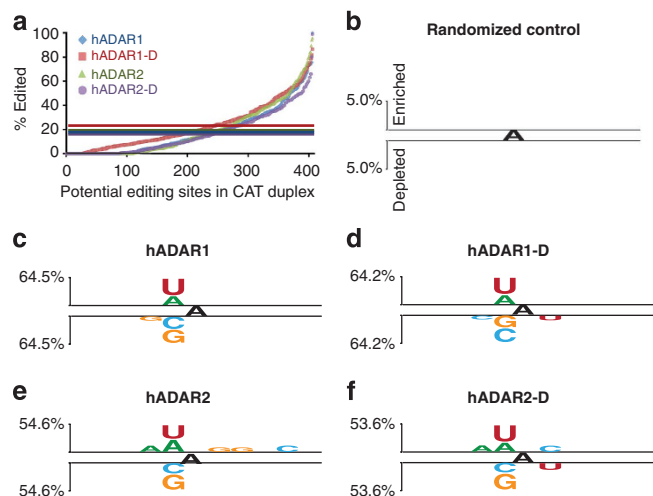 a
100
80
60
40
20
0
% Edited
hADAR1
hADAR1-D
hADAR2
hADAR2-D
0 100 200 300 400
Potential editing sites in CAT duplex
b
Randomized control
5.0%
Enriched
A
5.0%
Depleted
c
hADAR1
64.5%
U
A
A
G C
G
64.5%
d
hADAR1-D
64.2%
U
A
A
C G U
C
64.2%
e
hADAR2
54.6%
U
A A G G C
A
C
G
54.6%
f
hADAR2-D
53.6%
U
A A C
A
C U
G
53.6%